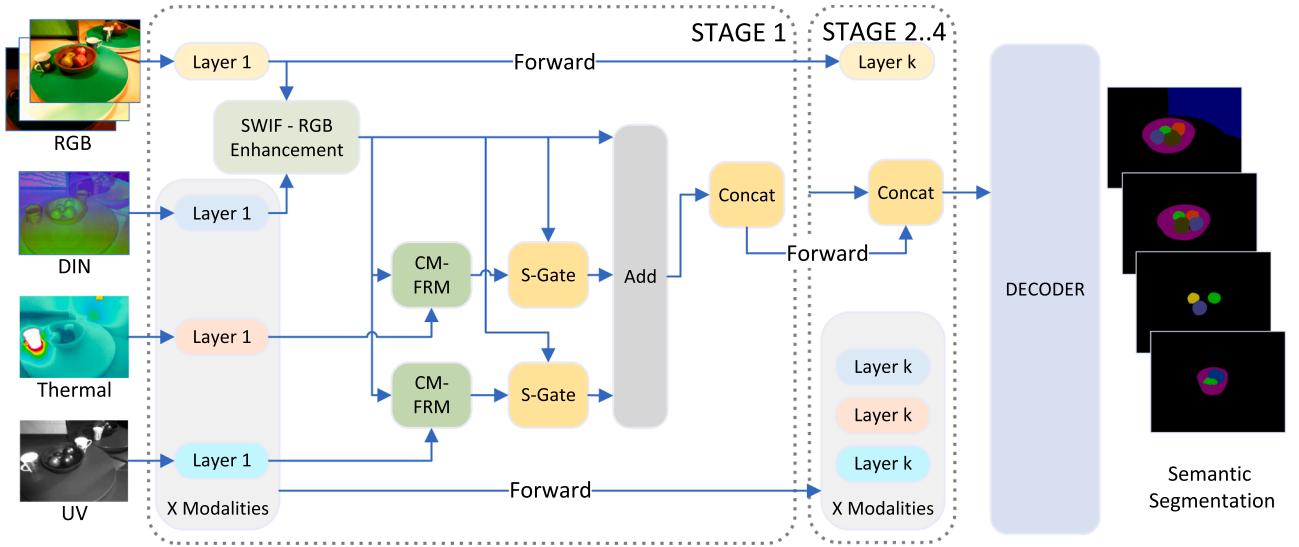 STAGE 1
STAGE 2..4
Layer 1
Forward
Layer k
RGB
SWIF - RGB
Enhancement
DIN
Layer 1
Concat
Concat
Forward
CM-
FRM
S-Gate
Add
DECODER
Thermal
Layer 1
CM-
FRM
S-Gate
Layer k
Layer k
Layer k
UV
Layer 1
X Modalities
Forward
X Modalities
Semantic
Segmentation